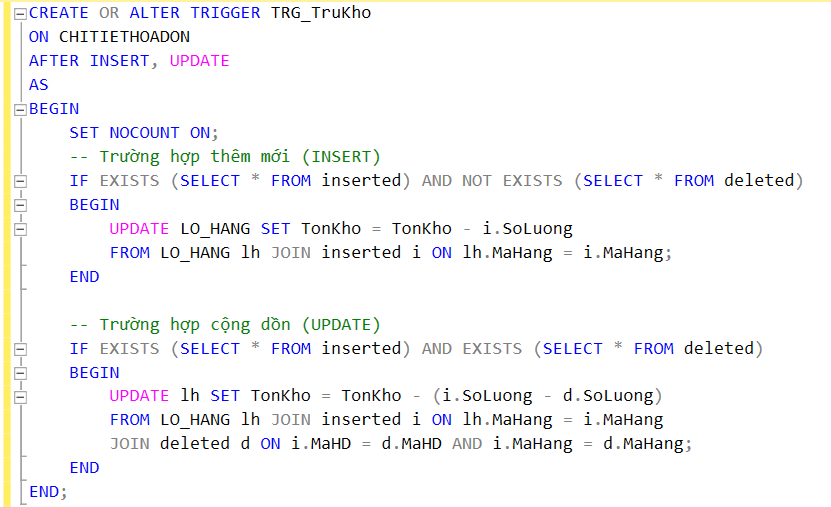 CREATE OR ALTER TRIGGER TRG_TruKho
ON CHITIETHOADON
AFTER INSERT, UPDATE
AS
BEGIN
    SET NOCOUNT ON;
    -- Trường hợp thêm mới (INSERT)
    IF EXISTS (SELECT * FROM inserted) AND NOT EXISTS (SELECT * FROM deleted)
    BEGIN
        UPDATE LO_HANG SET TonKho = TonKho - i.SoLuong
        FROM LO_HANG lh JOIN inserted i ON lh.MaHang = i.MaHang;
    END

    -- Trường hợp cộng dồn (UPDATE)
    IF EXISTS (SELECT * FROM inserted) AND EXISTS (SELECT * FROM deleted)
    BEGIN
        UPDATE lh SET TonKho = TonKho - (i.SoLuong - d.SoLuong)
        FROM LO_HANG lh JOIN inserted i ON lh.MaHang = i.MaHang
        JOIN deleted d ON i.MaHD = d.MaHD AND i.MaHang = d.MaHang;
    END
END;